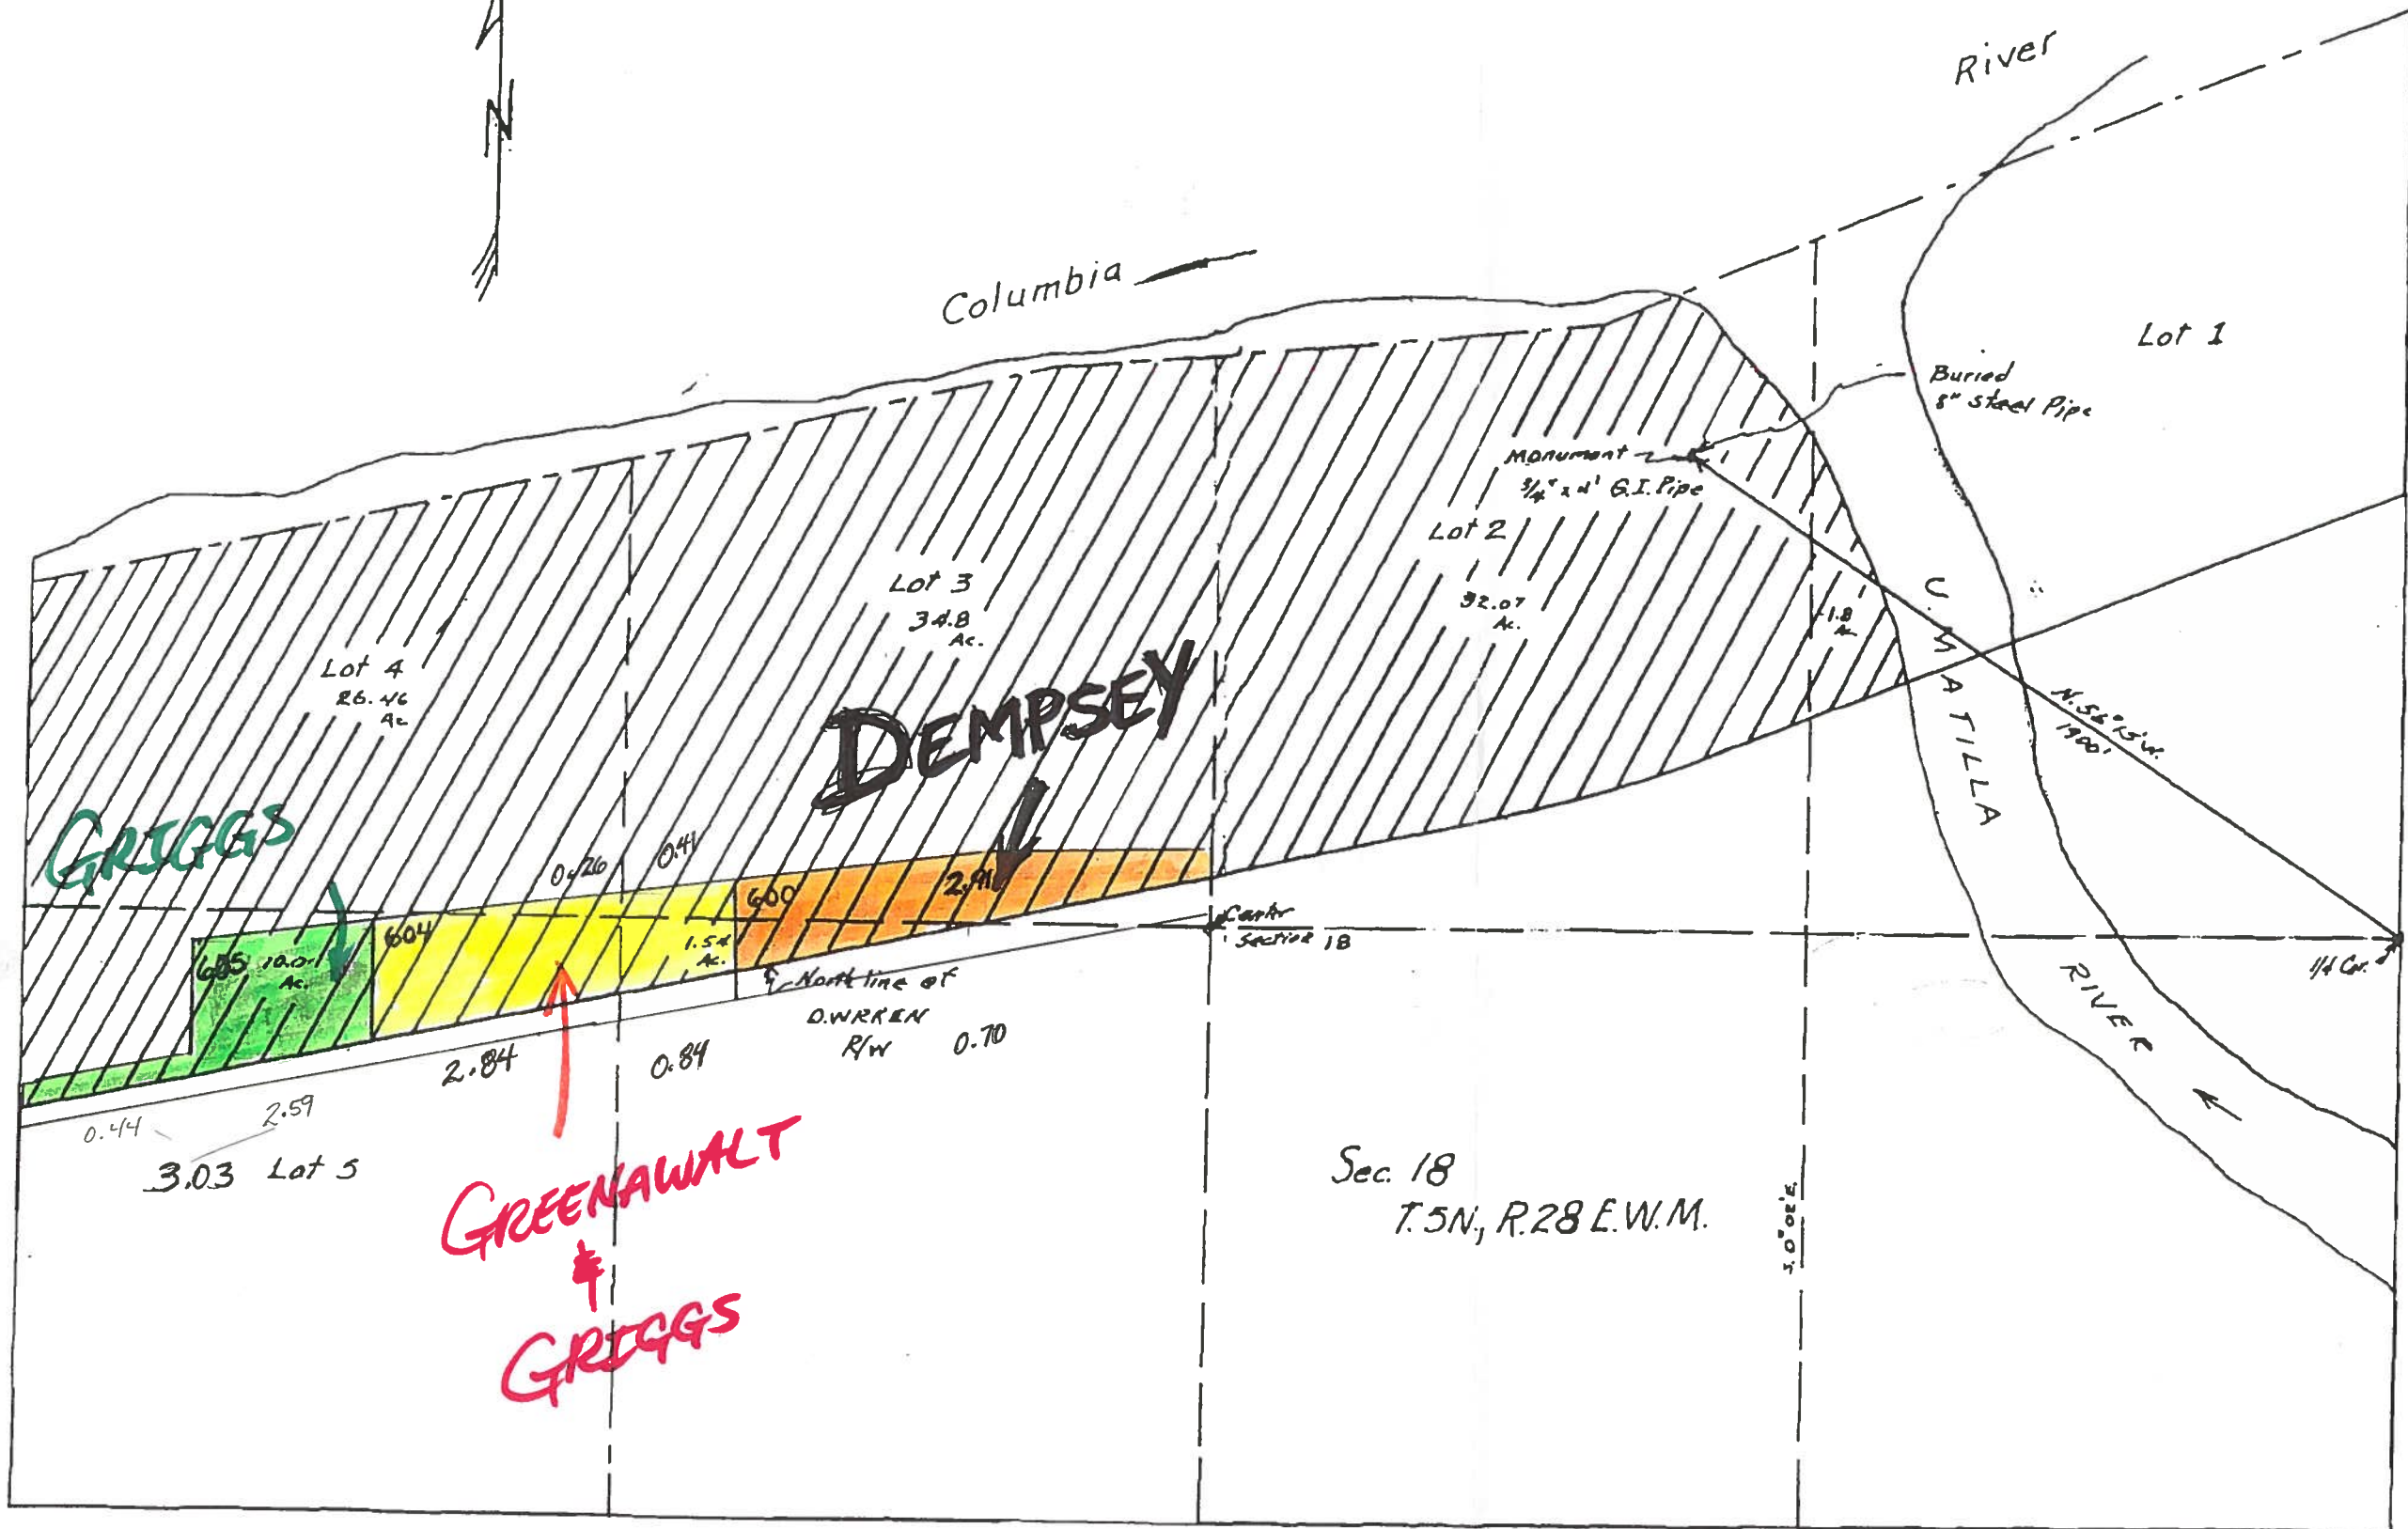 N
River
Columbia
Lot 1
Buried
8" Steel Pipe
Monument
3/4" x 4' G.I. Pipe
Lot 2
32.07
Ac.
Lot 3
34.8
Ac.
1.8
Ac.
Lot 4
26.46
Ac
DEMPSEY
UMATILLA
RIVER
N. 56° 15' W.
1900'
GRIGGS
0.26
0.41
600
2.91
604
1.54
Ac.
605
Ac.
Center
Section 18
1/4 Cor.
North line of
O.W.R.R.&N
R/W
0.70
2.84
0.84
0.44
2.59
3.03 Lot 5
GREENAWALT
&
GRIGGS
Sec. 18
T.5N., R.28 E.W.M.